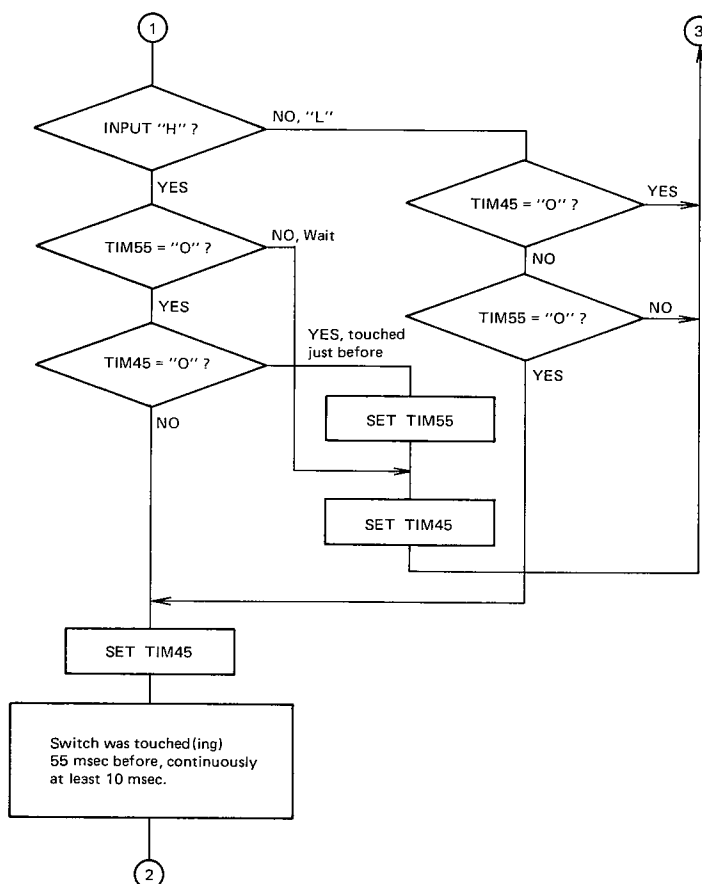 1
3
INPUT "H" ?
NO, "L"
YES
TIM45 = "O" ?
YES
TIM55 = "O" ?
NO, Wait
NO
YES
TIM55 = "O" ?
NO
TIM45 = "O" ?
YES, touched
just before
YES
NO
SET TIM55
SET TIM45
SET TIM45
Switch was touched(ing)
55 msec before, continuously
at least 10 msec.
2